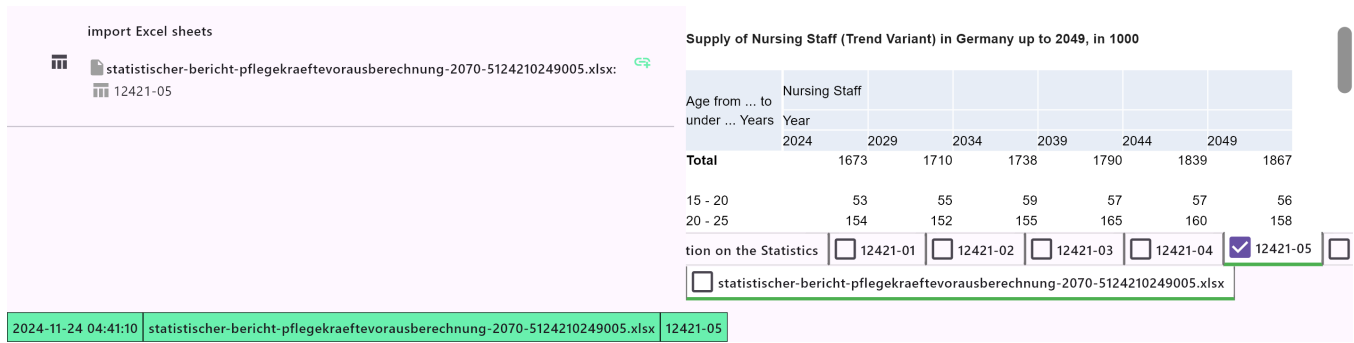 import Excel sheets
statistischer-bericht-pflegekraeftevorausberechnung-2070-5124210249005.xlsx:
12421-05
Supply of Nursing Staff (Trend Variant) in Germany up to 2049, in 1000
Age from ... to under ... Years
Nursing Staff
Year
2024 2029 2034 2039 2044 2049
Total 1673 1710 1738 1790 1839 1867
15 - 20 53 55 59 57 57 56
20 - 25 154 152 155 165 160 158
tion on the Statistics 12421-01 12421-02 12421-03 12421-04 12421-05
statistischer-bericht-pflegekraeftevorausberechnung-2070-5124210249005.xlsx
2024-11-24 04:41:10 statistischer-bericht-pflegekraeftevorausberechnung-2070-5124210249005.xlsx 12421-05